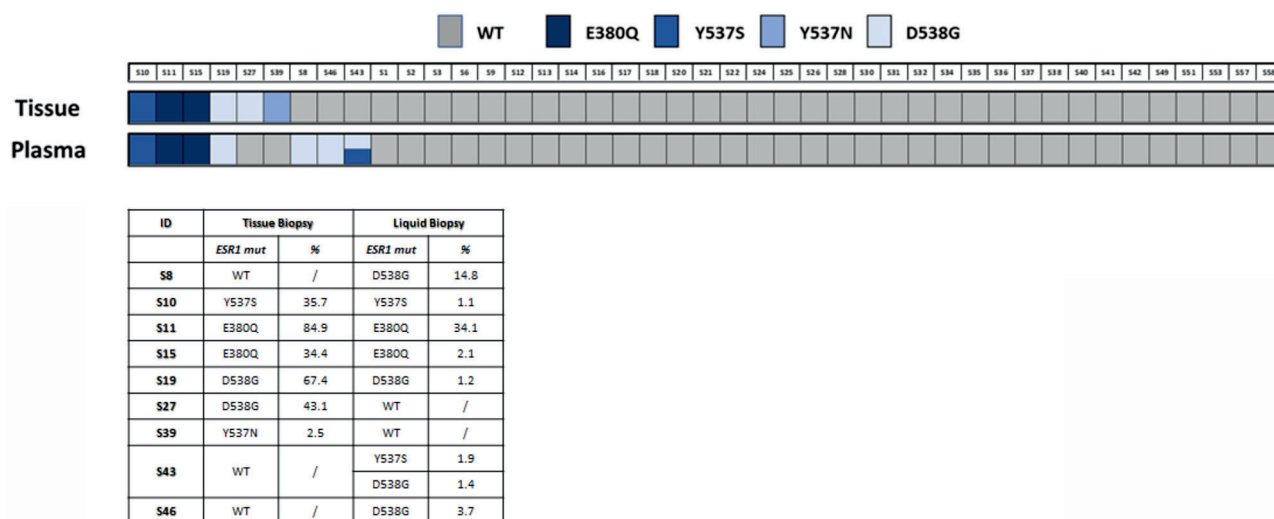 WT E380Q Y537S Y537N D538G
S10 S11 S15 S19 S27 S39 S8 S46 S43 S1 S2 S3 S6 S9 S12 S13 S14 S16 S17 S18 S20 S21 S22 S24 S25 S26 S28 S30 S31 S32 S34 S35 S36 S37 S38 S40 S41 S42 S49 S51 S53 S57 S58
Tissue
Plasma
ID Tissue Biopsy Liquid Biopsy
ESR1 mut % ESR1 mut %
S8 WT / D538G 14.8
S10 Y537S 35.7 Y537S 1.1
S11 E380Q 84.9 E380Q 34.1
S15 E380Q 34.4 E380Q 2.1
S19 D538G 67.4 D538G 1.2
S27 D538G 43.1 WT /
S39 Y537N 2.5 WT /
S43 WT / Y537S 1.9
D538G 1.4
S46 WT / D538G 3.7